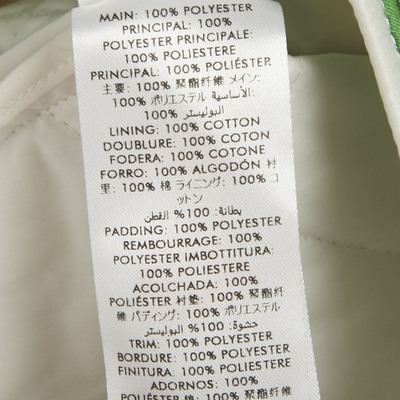 MAIN: 100% POLYESTER
PRINCIPAL: 100%
POLYESTER PRINCIPALE:
100% POLIESTERE
PRINCIPAL: 100% POLIÉSTER
主要: 100% 聚酯纤维 メイン:
100% ポリエステル الأساسية: 100%
البوليستر 100%
LINING: 100% COTTON
DOUBLURE: 100% COTON
FODERA: 100% COTONE
FORRO: 100% ALGODÓN 衬
里: 100% 棉 ライニング: 100% コ
ットン
بطانة: 100% القطن
PADDING: 100% POLYESTER
REMBOURRAGE: 100%
POLYESTER IMBOTTITURA:
100% POLIESTERE
ACOLCHADA: 100%
POLIÉSTER 衬垫: 100% 聚酯纤
维 パディング: 100% ポリエステル
حشوة: 100% البوليستر
TRIM: 100% POLYESTER
BORDURE: 100% POLYESTER
FINITURA: 100% POLIESTERE
ADORNOS: 100%
POLIÉSTER 100% 聚酯纤维